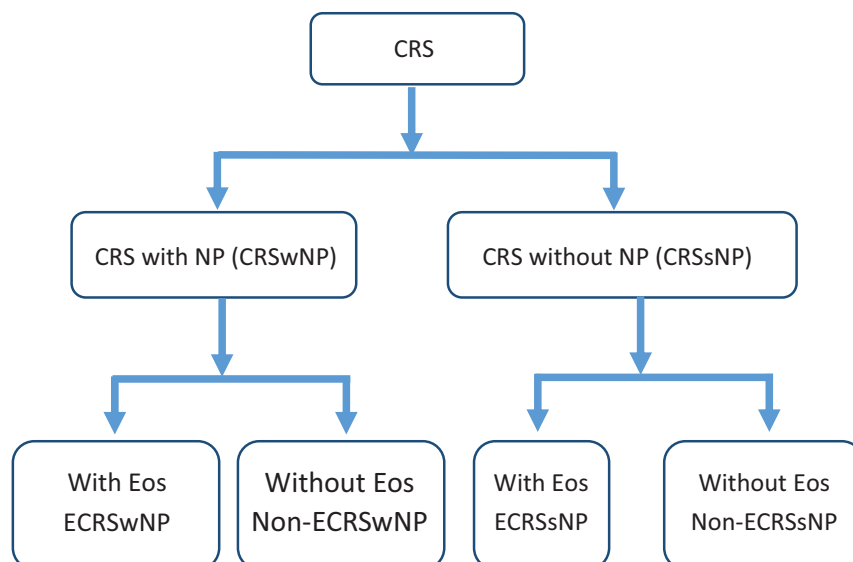 CRS
CRS with NP (CRSwNP)
CRS without NP (CRSsNP)
With Eos
ECRSwNP
Without Eos
Non-ECRSwNP
With Eos
ECRSsNP
Without Eos
Non-ECRSsNP